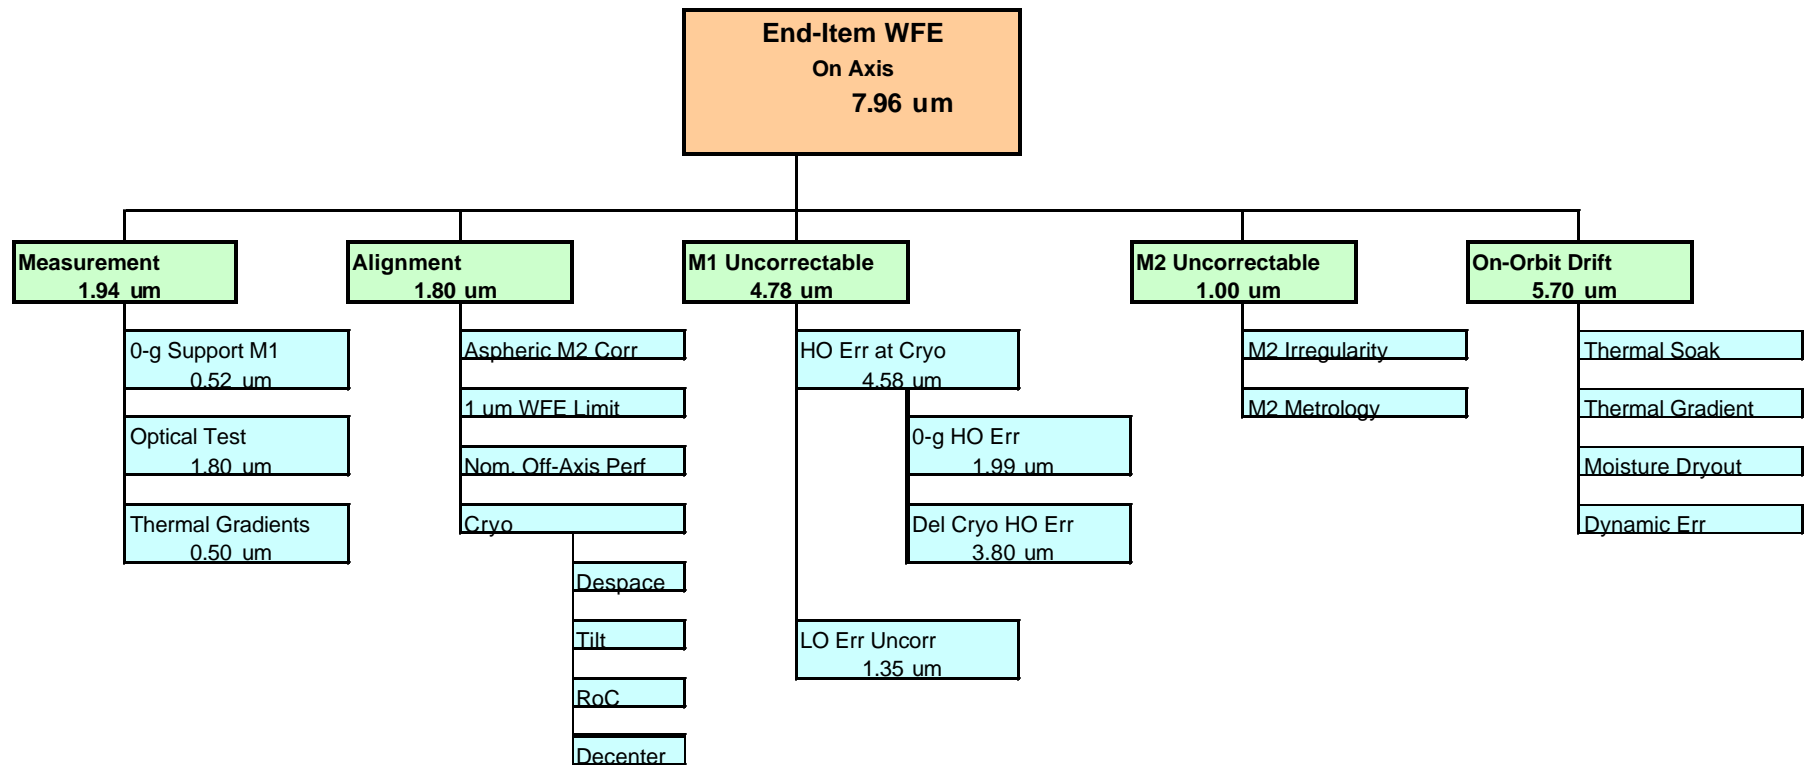 End-Item WFE
On Axis
7.96 um
Measurement
1.94 um
0-g Support M1
0.52 um
Optical Test
1.80 um
Thermal Gradients
0.50 um
Alignment
1.80 um
Aspheric M2 Corr
1 um WFE Limit
Nom. Off-Axis Perf
Cryo
Despace
Tilt
RoC
Decenter
M1 Uncorrectable
4.78 um
HO Err at Cryo
4.58 um
0-g HO Err
1.99 um
Del Cryo HO Err
3.80 um
LO Err Uncorr
1.35 um
M2 Uncorrectable
1.00 um
M2 Irregularity
M2 Metrology
On-Orbit Drift
5.70 um
Thermal Soak
Thermal Gradient
Moisture Dryout
Dynamic Err